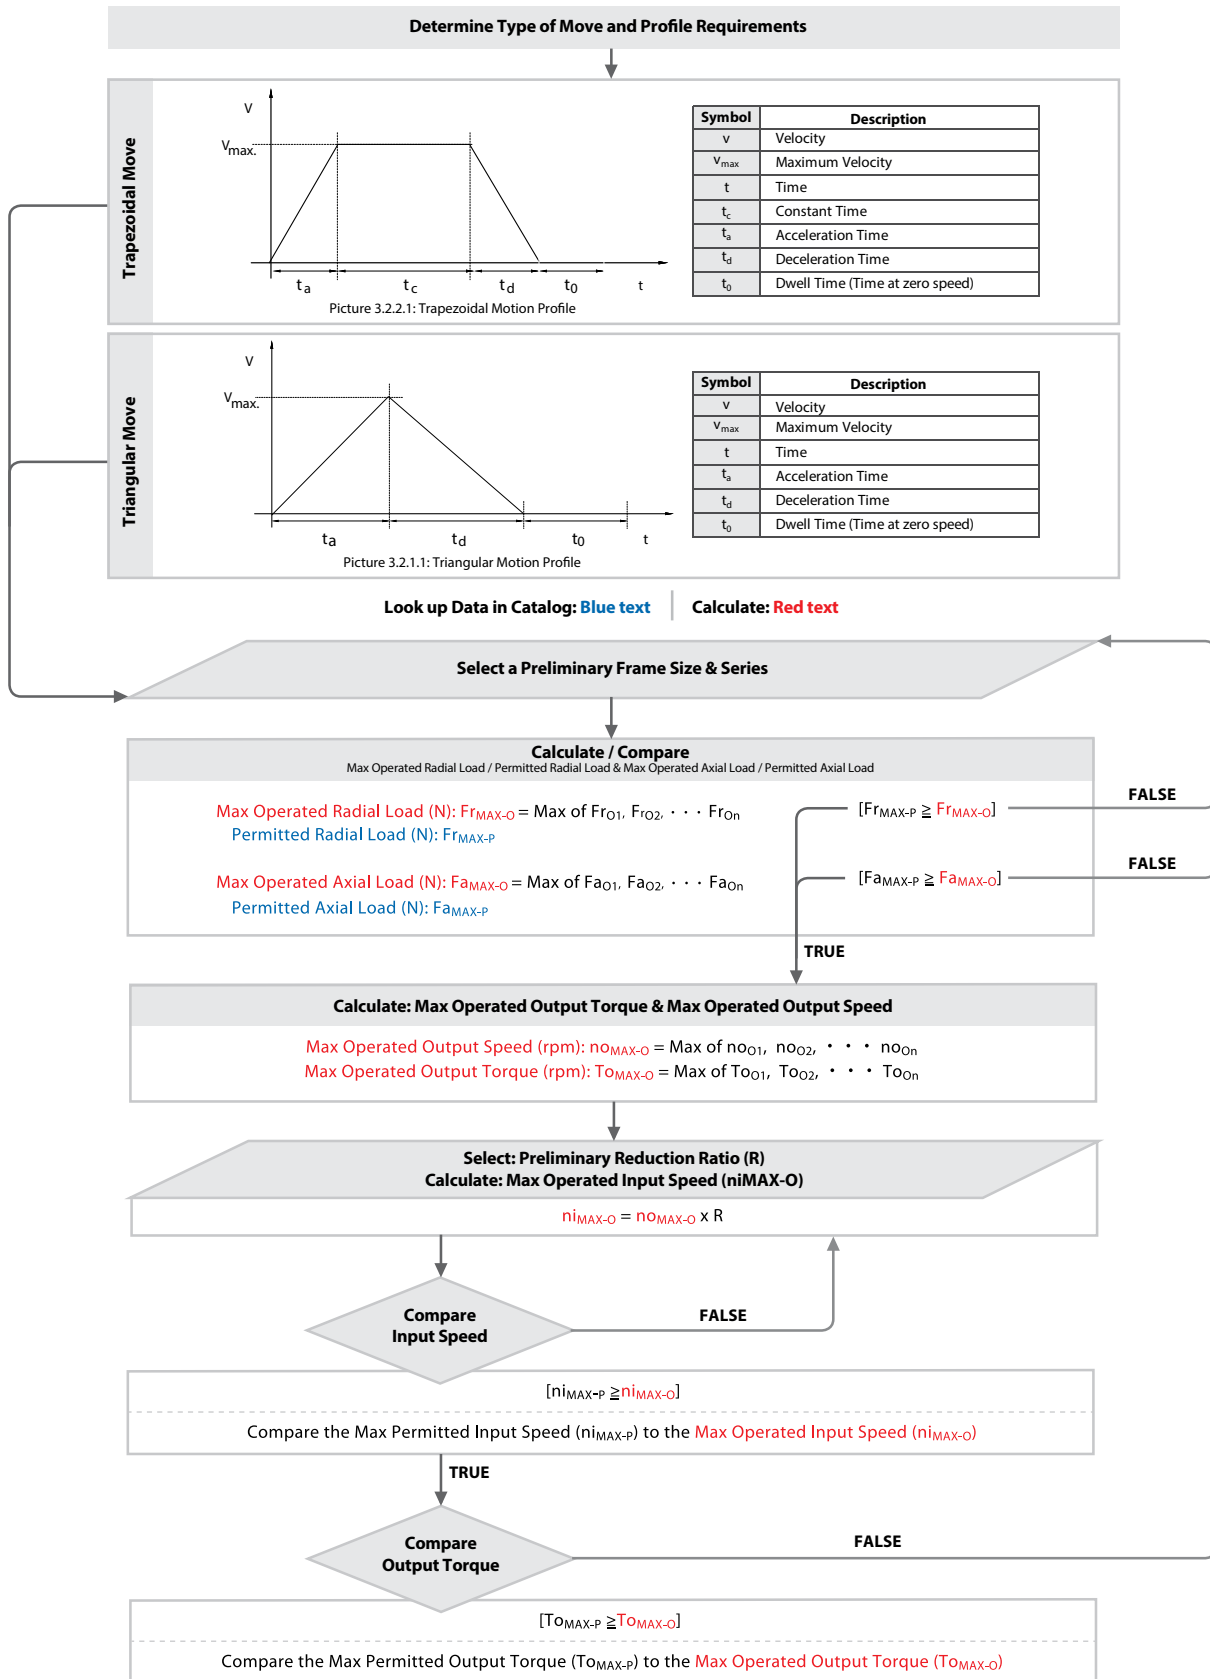 Determine Type of Move and Profile Requirements
Trapezoidal Move
V
Vmax.
ta tc td t0 t
Picture 3.2.2.1: Trapezoidal Motion Profile
Symbol Description
v Velocity
vmax Maximum Velocity
t Time
tc Constant Time
ta Acceleration Time
td Deceleration Time
t0 Dwell Time (Time at zero speed)
Triangular Move
V
Vmax.
ta td t0 t
Picture 3.2.1.1: Triangular Motion Profile
Symbol Description
v Velocity
vmax Maximum Velocity
t Time
ta Acceleration Time
td Deceleration Time
t0 Dwell Time (Time at zero speed)
Look up Data in Catalog: Blue text | Calculate: Red text
Select a Preliminary Frame Size & Series
Calculate / Compare
Max Operated Radial Load / Permitted Radial Load & Max Operated Axial Load / Permitted Axial Load
Max Operated Radial Load (N): FrMAX-O = Max of FrO1, FrO2, · · · FrOn
[FrMAX-P ≧ FrMAX-O]
FALSE
Permitted Radial Load (N): FrMAX-P
Max Operated Axial Load (N): FaMAX-O = Max of FaO1, FaO2, · · · FaOn
[FaMAX-P ≧ FaMAX-O]
FALSE
Permitted Axial Load (N): FaMAX-P
TRUE
Calculate: Max Operated Output Torque & Max Operated Output Speed
Max Operated Output Speed (rpm): noMAX-O = Max of noO1, noO2, · · · noOn
Max Operated Output Torque (rpm): ToMAX-O = Max of ToO1, ToO2, · · · ToOn
Select: Preliminary Reduction Ratio (R)
Calculate: Max Operated Input Speed (niMAX-O)
niMAX-O = noMAX-O x R
Compare
Input Speed
FALSE
[niMAX-P ≧niMAX-O]
Compare the Max Permitted Input Speed (niMAX-P) to the Max Operated Input Speed (niMAX-O)
TRUE
Compare
Output Torque
FALSE
[ToMAX-P ≧ToMAX-O]
Compare the Max Permitted Output Torque (ToMAX-P) to the Max Operated Output Torque (ToMAX-O)